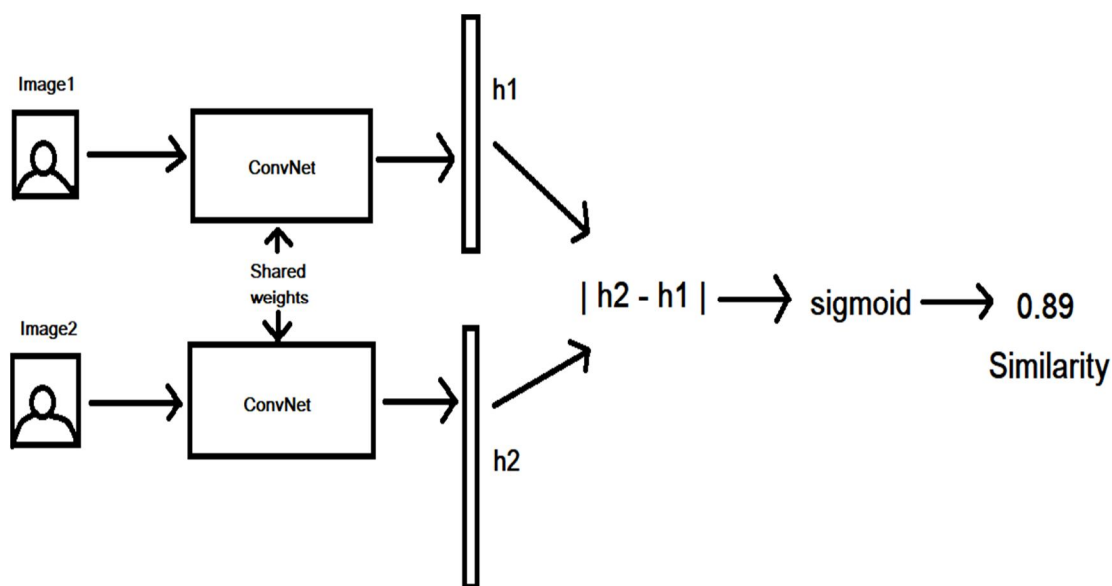 Image1
ConvNet
h1
Shared
weights
| h2 - h1 |
sigmoid
0.89
Similarity
Image2
ConvNet
h2